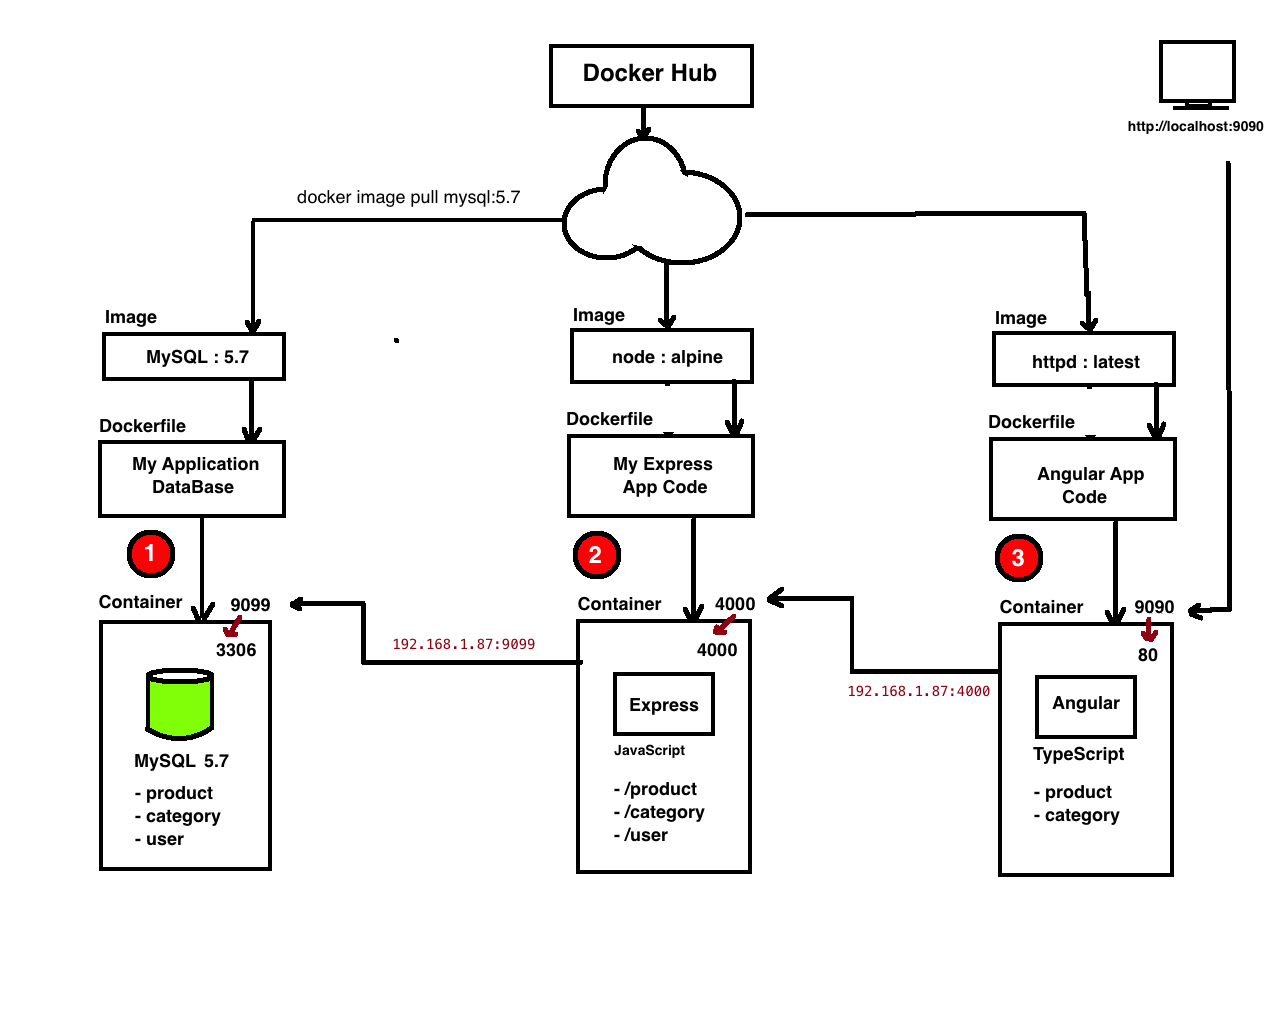 Docker Hub
http://localhost:9090
docker image pull mysql:5.7
Image
MySQL : 5.7
Image
node : alpine
Image
httpd : latest
Dockerfile
My Application
DataBase
Dockerfile
My Express
App Code
Dockerfile
Angular App
Code
1
2
3
Container
9099
3306
192.168.1.87:9099
MySQL 5.7
- product
- category
- user
Container
4000
4000
192.168.1.87:4000
Express
JavaScript
- /product
- /category
- /user
Container
9090
80
Angular
TypeScript
- product
- category